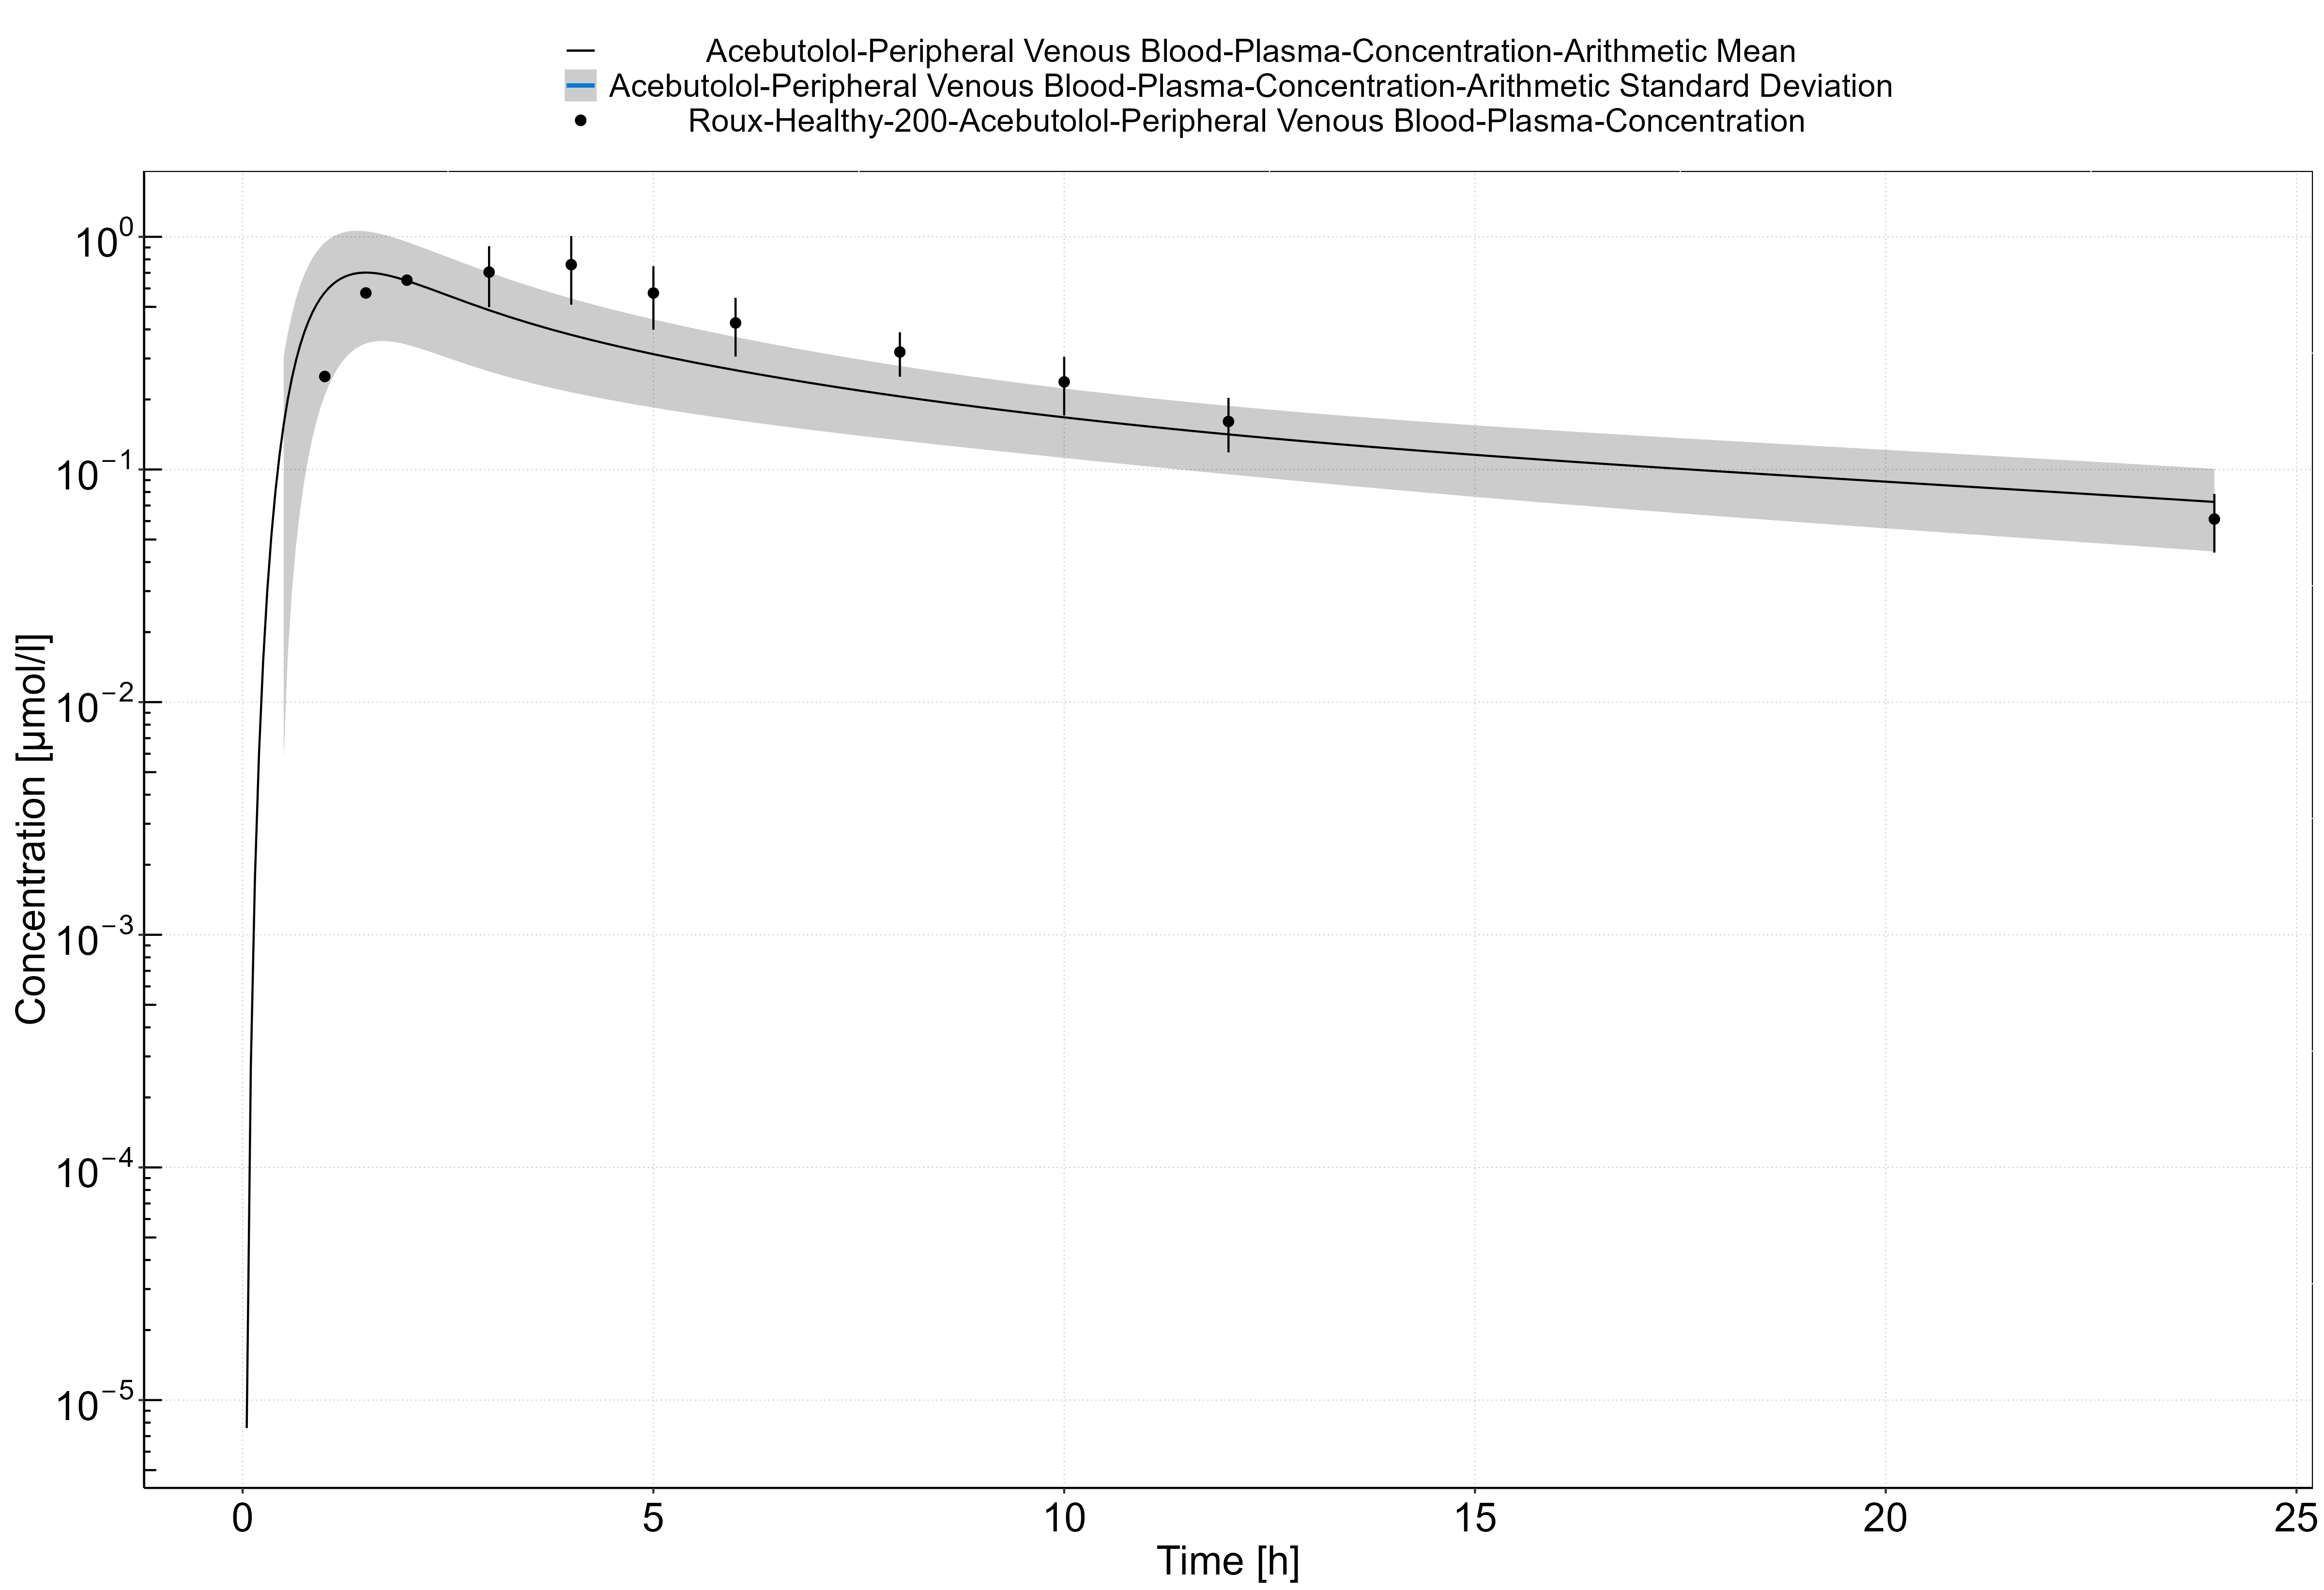 Acebutolol-Peripheral Venous Blood-Plasma-Concentration-Arithmetic Mean
Acebutolol-Peripheral Venous Blood-Plasma-Concentration-Arithmetic Standard Deviation
Roux-Healthy-200-Acebutolol-Peripheral Venous Blood-Plasma-Concentration
10⁰
10⁻¹
10⁻²
10⁻³
10⁻⁴
10⁻⁵
Concentration [µmol/l]
0 5 10 15 20 25
Time [h]